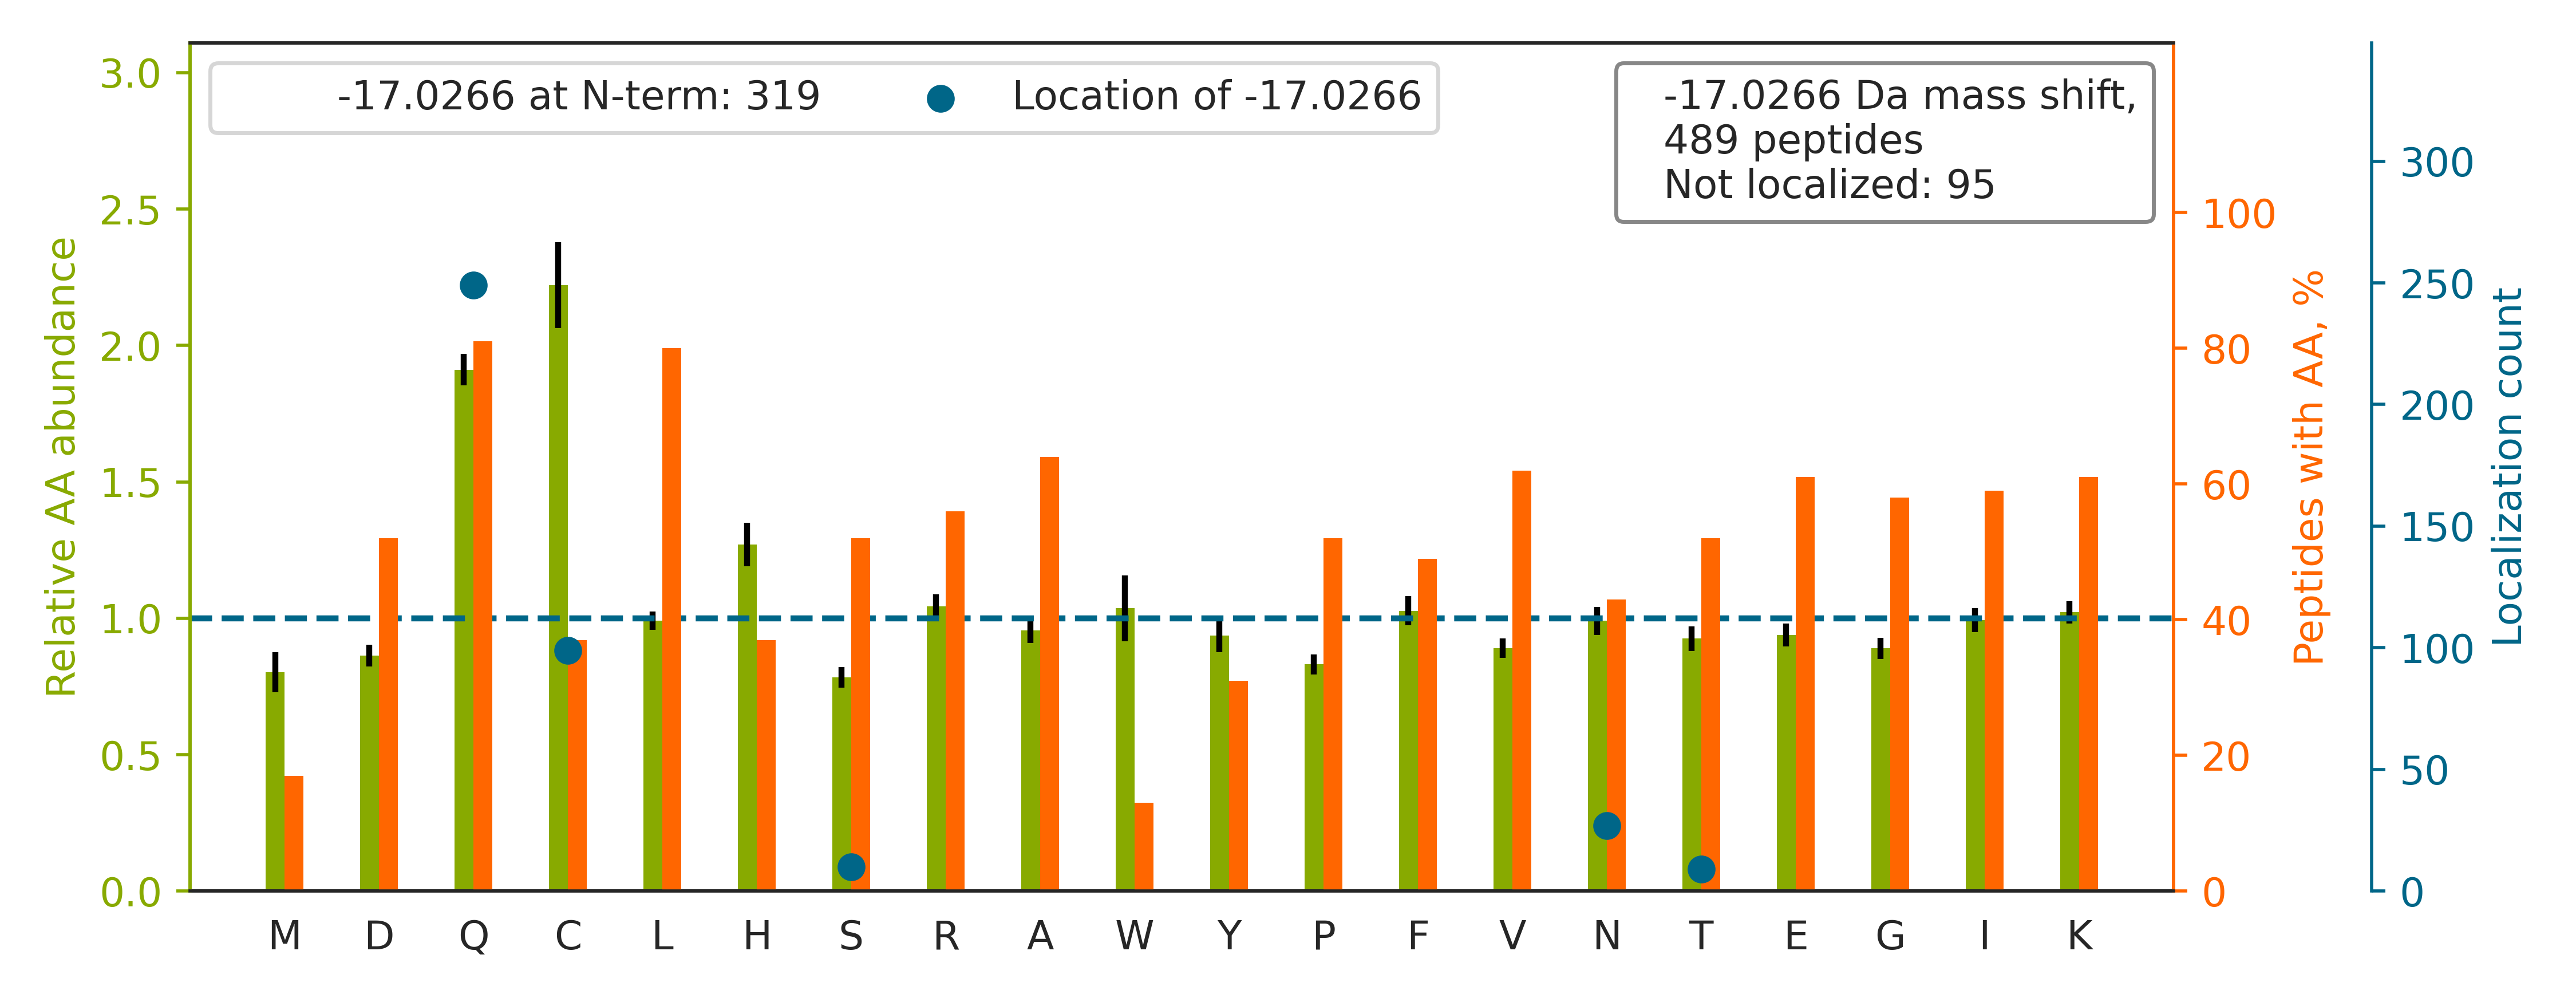 -17.0266 at N-term: 319
Location of -17.0266
-17.0266 Da mass shift,
489 peptides
Not localized: 95
Relative AA abundance
3.0
2.5
2.0
1.5
1.0
0.5
0.0
100
80
60
40
20
0
Peptides with AA, %
300
250
200
150
100
50
0
Localization count
M D Q C L H S R A W Y P F V N T E G I K